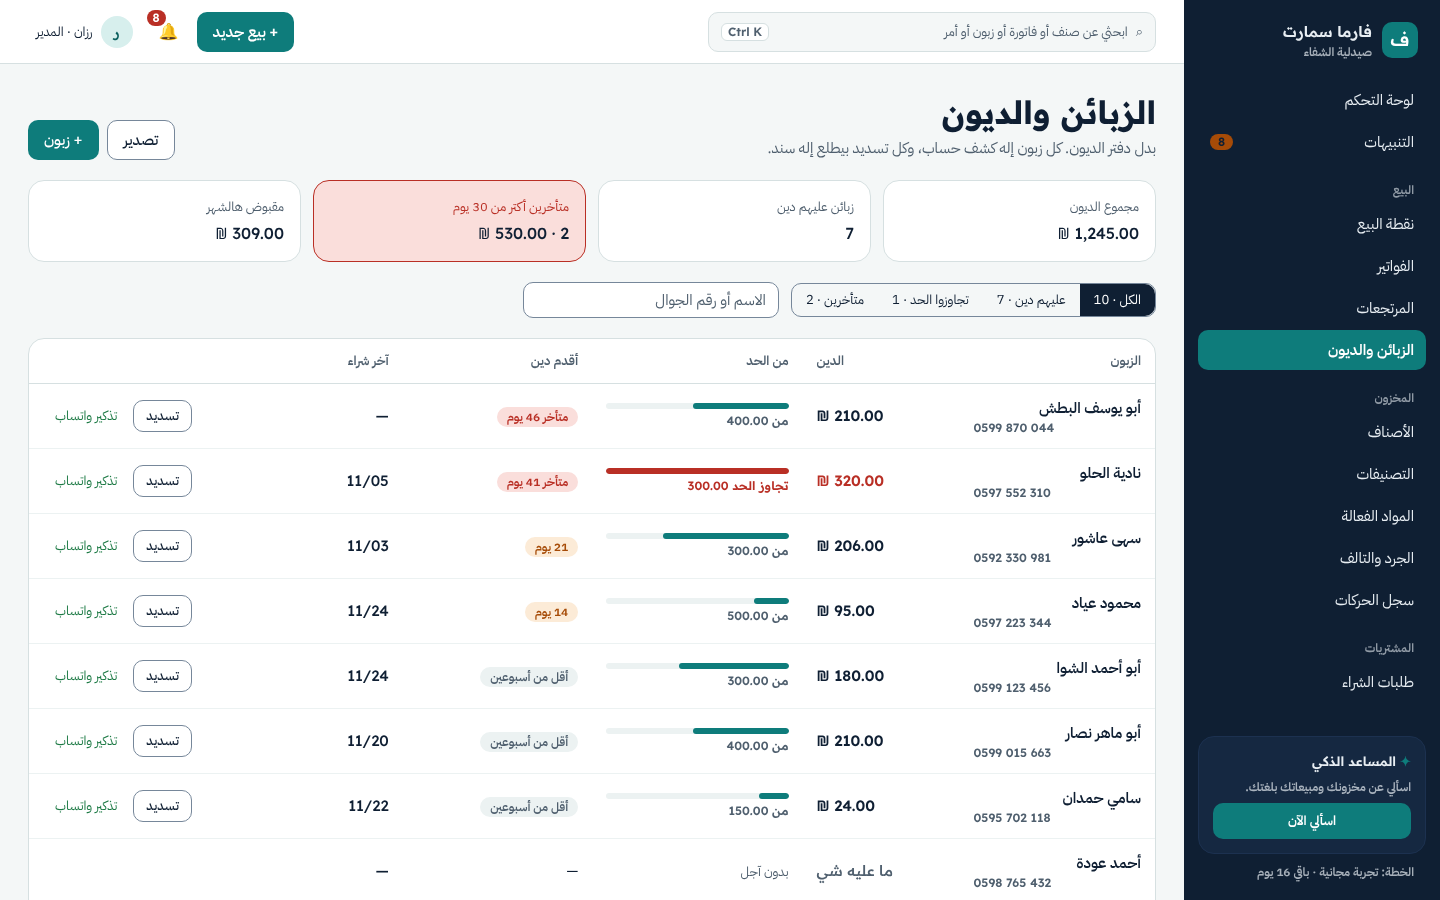 ف
فارما سمارت
صيدلية الشفاء
لوحة التحكم
التنبيهات 8
البيع
نقطة البيع
الفواتير
المرتجعات
الزبائن والديون
المخزون
الأصناف
التصنيفات
المواد الفعالة
الجرد والتالف
سجل الحركات
المشتريات
طلبات الشراء
✦ المساعد الذكي
اسألي عن مخزونك ومبيعاتك بلغتك.
اسألي الآن
الخطة: تجربة مجانية · باقي 16 يوم
ابحثي عن صنف أو فاتورة أو زبون أو أمر Ctrl K
+ بيع جديد
8
ر
رزان · المدير
الزبائن والديون
بدل دفتر الديون. كل زبون إله كشف حساب، وكل تسديد بيطلع إله سند.
تصدير
+ زبون
مجموع الديون
1,245.00 ₪
زبائن عليهم دين
7
متأخرين أكتر من 30 يوم
2 · 530.00 ₪
مقبوض هالشهر
309.00 ₪
الكل · 10
عليهم دين · 7
تجاوزوا الحد · 1
متأخرين · 2
الاسم أو رقم الجوال
الزبون الدين من الحد أقدم دين آخر شراء
أبو يوسف البطش
0599 870 044
210.00 ₪
من 400.00
متأخر 46 يوم
—
تسديد
تذكير واتساب
نادية الحلو
0597 552 310
320.00 ₪
تجاوز الحد 300.00
متأخر 41 يوم
11/05
تسديد
تذكير واتساب
سهى عاشور
0592 330 981
206.00 ₪
من 300.00
21 يوم
11/03
تسديد
تذكير واتساب
محمود عياد
0597 223 344
95.00 ₪
من 500.00
14 يوم
11/24
تسديد
تذكير واتساب
أبو أحمد الشوا
0599 123 456
180.00 ₪
من 300.00
أقل من أسبوعين
11/24
تسديد
تذكير واتساب
أبو ماهر نصار
0599 015 663
210.00 ₪
من 400.00
أقل من أسبوعين
11/20
تسديد
تذكير واتساب
سامي حمدان
0595 702 118
24.00 ₪
من 150.00
أقل من أسبوعين
11/22
تسديد
تذكير واتساب
أحمد عودة
0598 765 432
ما عليه شي
بدون آجل
—
—